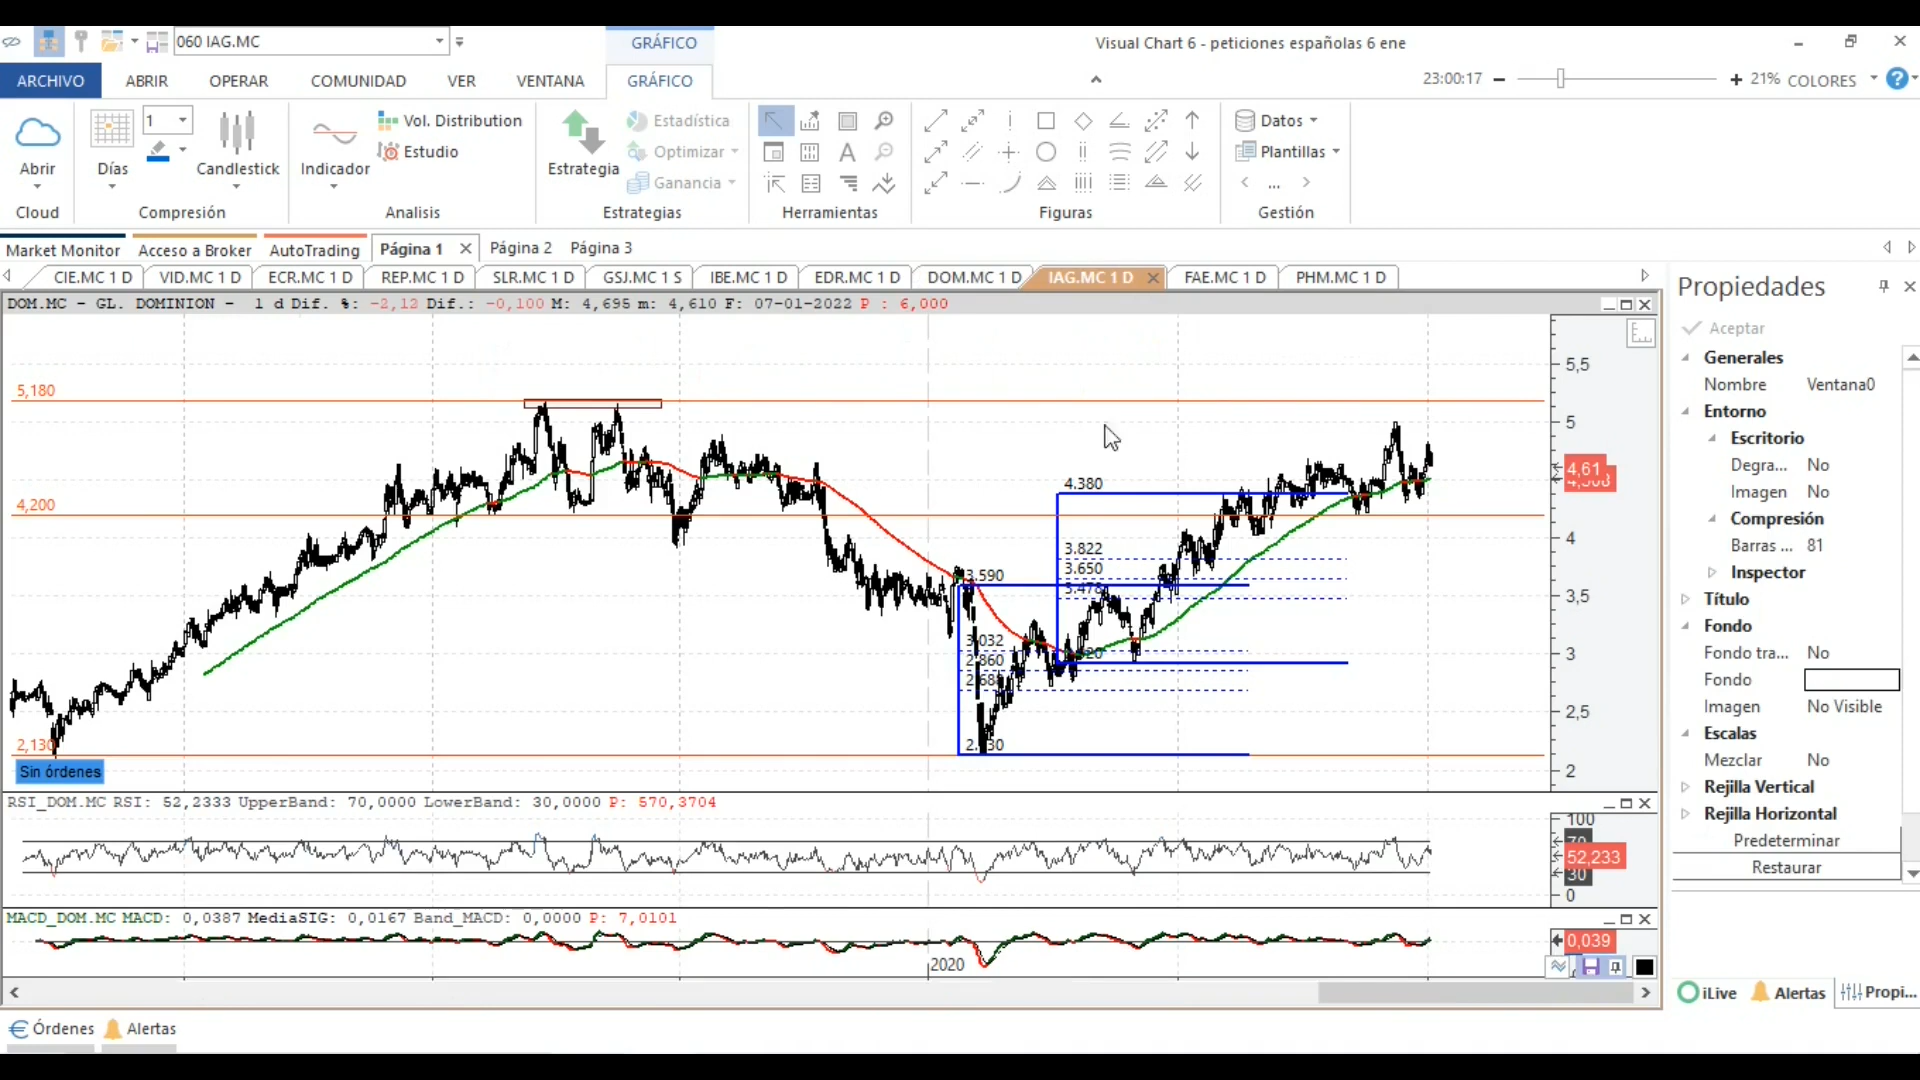 060 IAG.MC
GRÁFICO
Visual Chart 6 - peticiones españolas 6 ene
ARCHIVO ABRIR OPERAR COMUNIDAD VER VENTANA GRÁFICO
23:00:17 21% COLORES
1
Vol. Distribution
Estudio
Estadística
Optimizar
Ganancia
Datos
Plantillas
...
Abrir Días Candlestick Indicador Estrategia
Cloud Compresión Analisis Estrategias Herramientas Figuras Gestión
Market Monitor Acceso a Broker AutoTrading Página 1 Página 2 Página 3
CIE.MC 1 D VID.MC 1 D ECR.MC 1 D REP.MC 1 D SLR.MC 1 D GSJ.MC 1 S IBE.MC 1 D EDR.MC 1 D DOM.MC 1 D IAG.MC 1 D FAE.MC 1 D PHM.MC 1 D
DOM.MC - GL. DOMINION - 1 d Dif. %: -2,12 Dif.: -0,100 M: 4,695 m: 4,610 F: 07-01-2022 P : 6,000
5,180
4,200
2,130
Sin órdenes
4.380
3.822
3.650
3.478
3.590
3.032
2.860
5,5
5
4,61
4
3,5
3
2,5
2
RSI_DOM.MC RSI: 52,2333 UpperBand: 70,0000 LowerBand: 30,0000 P: 570,3704
100
52,233
30
0
MACD_DOM.MC MACD: 0,0387 MediaSIG: 0,0167 Band_MACD: 0,0000 P: 7,0101
0,039
2020
Propiedades
Aceptar
Generales
Nombre Ventana0
Entorno
Escritorio
Degra... No
Imagen No
Compresión
Barras ... 81
Inspector
Título
Fondo
Fondo tra... No
Fondo
Imagen No Visible
Escalas
Mezclar No
Rejilla Vertical
Rejilla Horizontal
Predeterminar
Restaurar
iLive Alertas Propi...
Órdenes Alertas